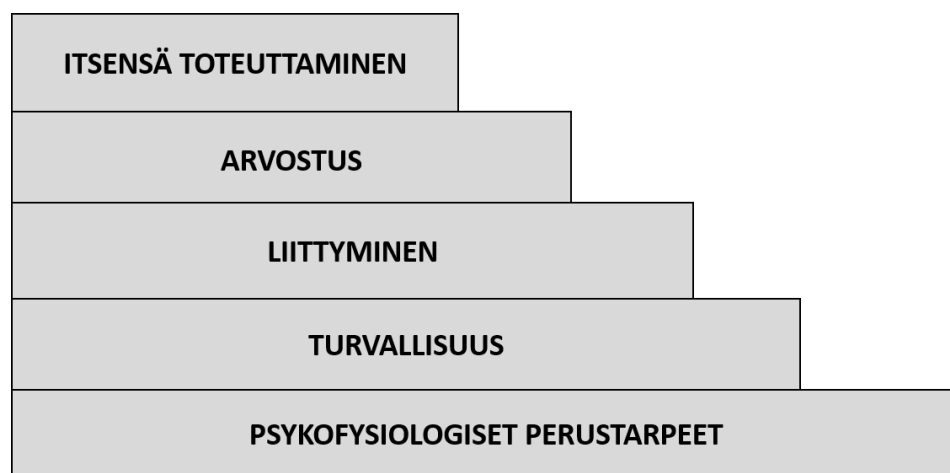 ITSENSÄ TOTEUTTAMINEN
ARVOSTUS
LIITTYMINEN
TURVALLISUUS
PSYKOFYSIOLOGISET PERUSTARPEET